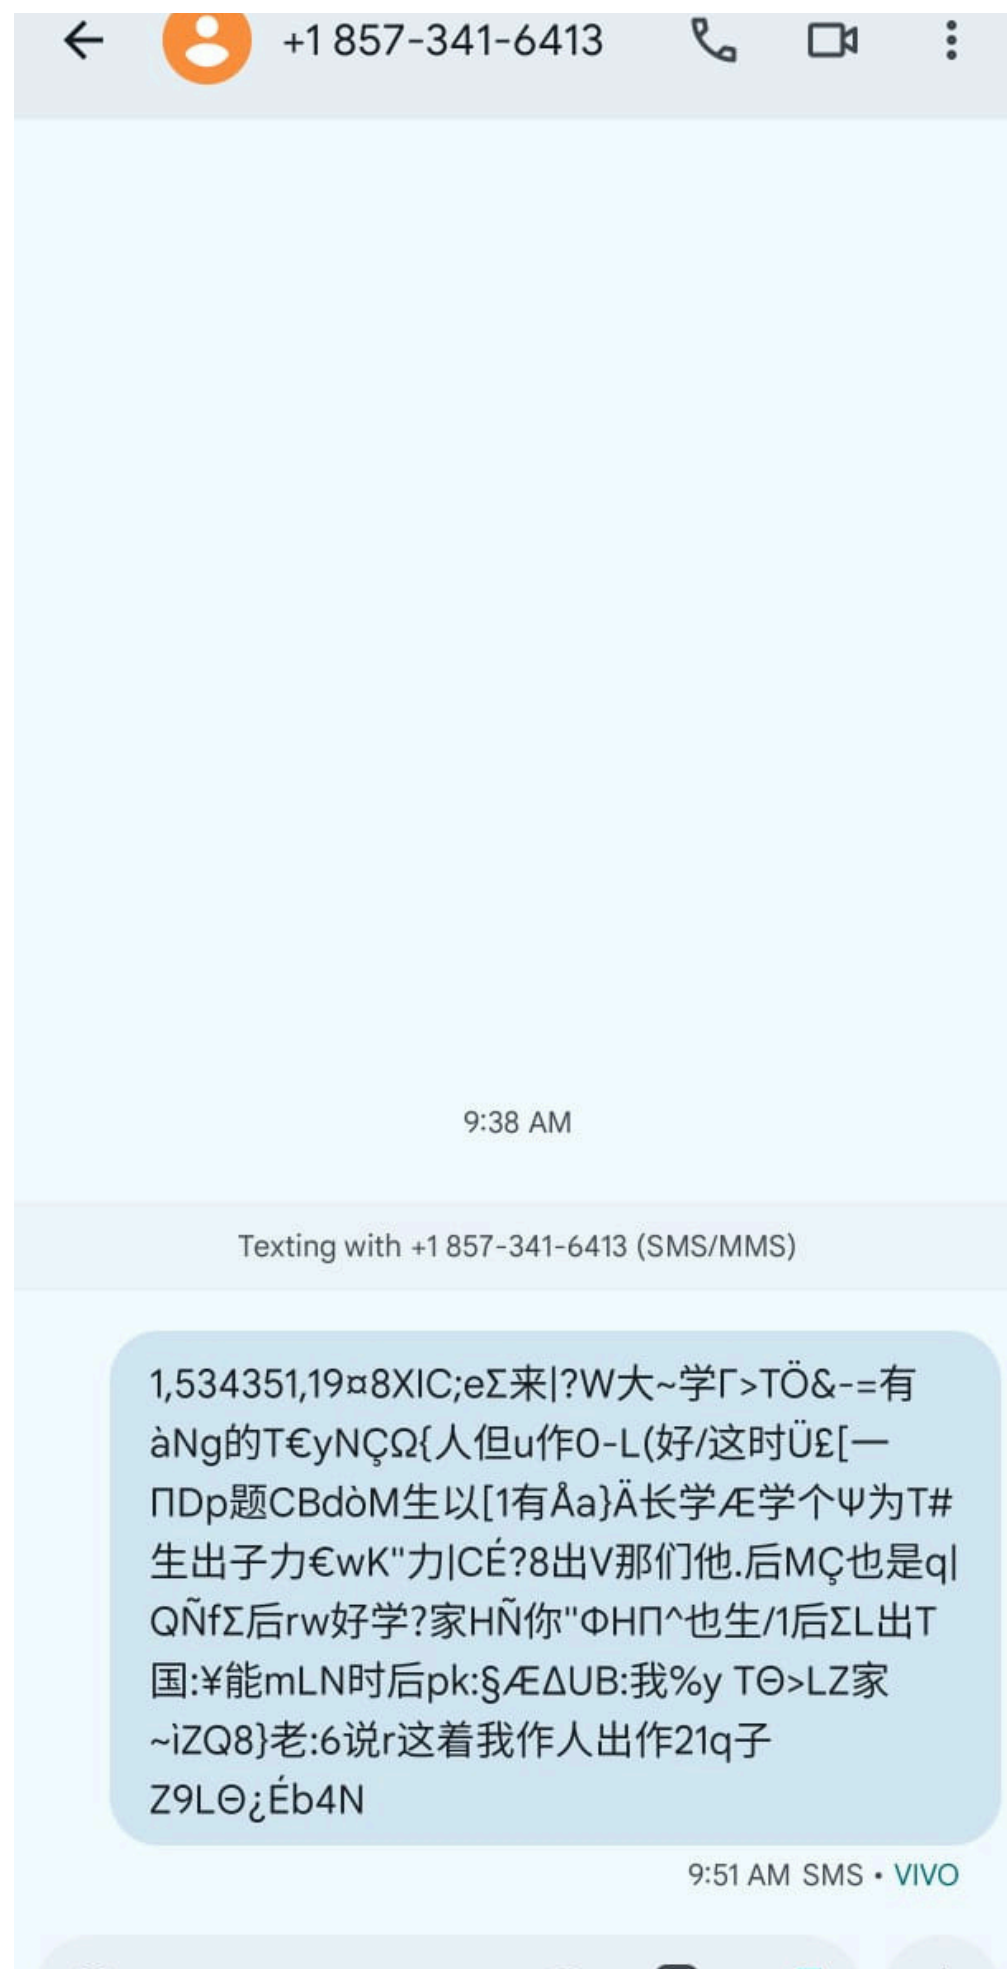 +1 857-341-6413
9:38 AM
Texting with +1 857-341-6413 (SMS/MMS)
1,534351,19¤8XIC;eΣ来|?W大~学Γ>TÖ&-=有
àNg的T€yNÇΩ{人但u作0-L(好/这时Ü£[一
ΠDp题CBdòM生以[1有Åa}Ä长学Æ学个Ψ为T#
生出子力€wK"力|CÉ?8出V那们他.后MÇ也是q|
QÑfΣ后rw好学?家HÑ你"ΦHΠ^也生/1后ΣL出T
国:¥能mLN时后pk:§ÆΔUB:我%y TΘ>LZ家
~ìZQ8}老:6说r这着我作人出作21q子
Z9LΘ¿Éb4N
9:51 AM SMS • VIVO